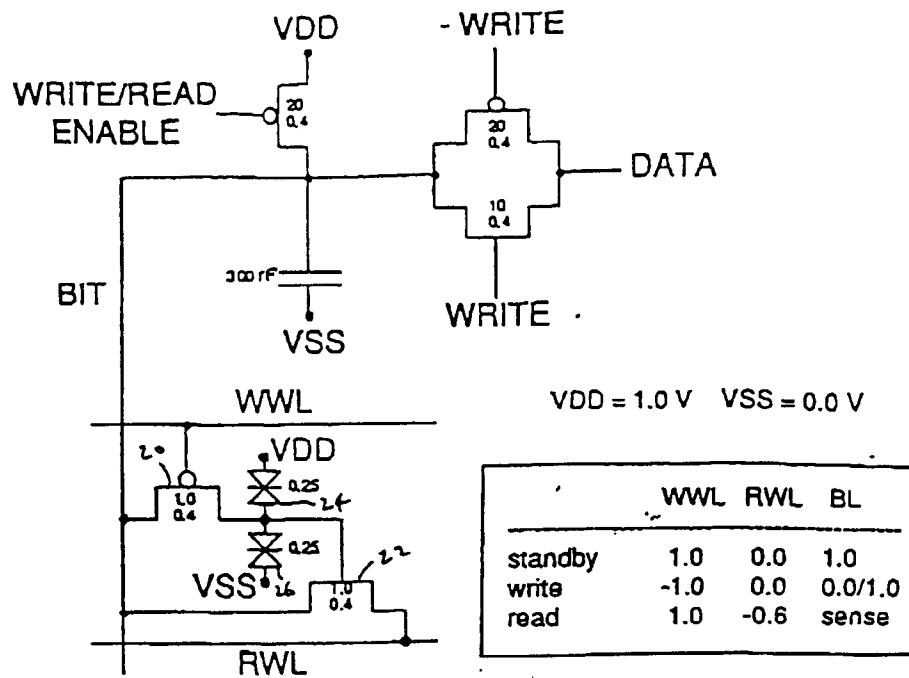 VDD
- WRITE
WRITE/READ
ENABLE
20
0.4
20
0.4
DATA
10
0.4
BIT
VSS
WRITE
WWL
VDD = 1.0 V VSS = 0.0 V
20
VDD
0.25
24
1.0
0.4
0.25
22
VSS
26
1.0
0.4
RWL
WWL RWL BL
standby 1.0 0.0 1.0
write -1.0 0.0 0.0/1.0
read 1.0 -0.6 sense